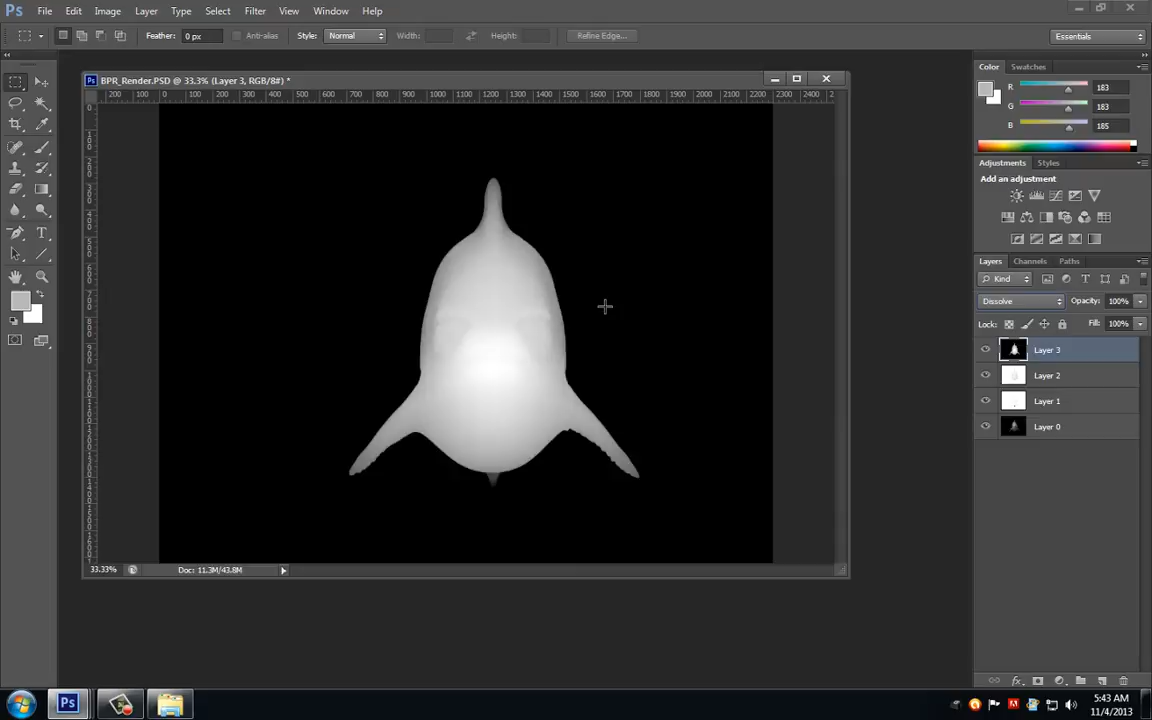 Ps File Edit Image Layer Type Select Filter View Window Help
Feather: 0 px Anti-alias Style: Normal Width: Height: Refine Edge... Essentials
BPR_Render.PSD @ 33.3% (Layer 3, RGB/8#) *
200 100 0 100 200 300 400 500 600 700 800 900 1000 1100 1200 1300 1400 1500 1600 1700 1800 1900 2000 2100 2200 2300 2400
Color Swatches
R 183
G 183
B 185
Adjustments Styles
Add an adjustment
Layers Channels Paths
Kind
Dissolve Opacity: 100%
Lock: Fill: 100%
Layer 3
Layer 2
Layer 1
Layer 0
33.33% Doc: 11.3M/43.8M
Ps
5:43 AM
11/4/2013